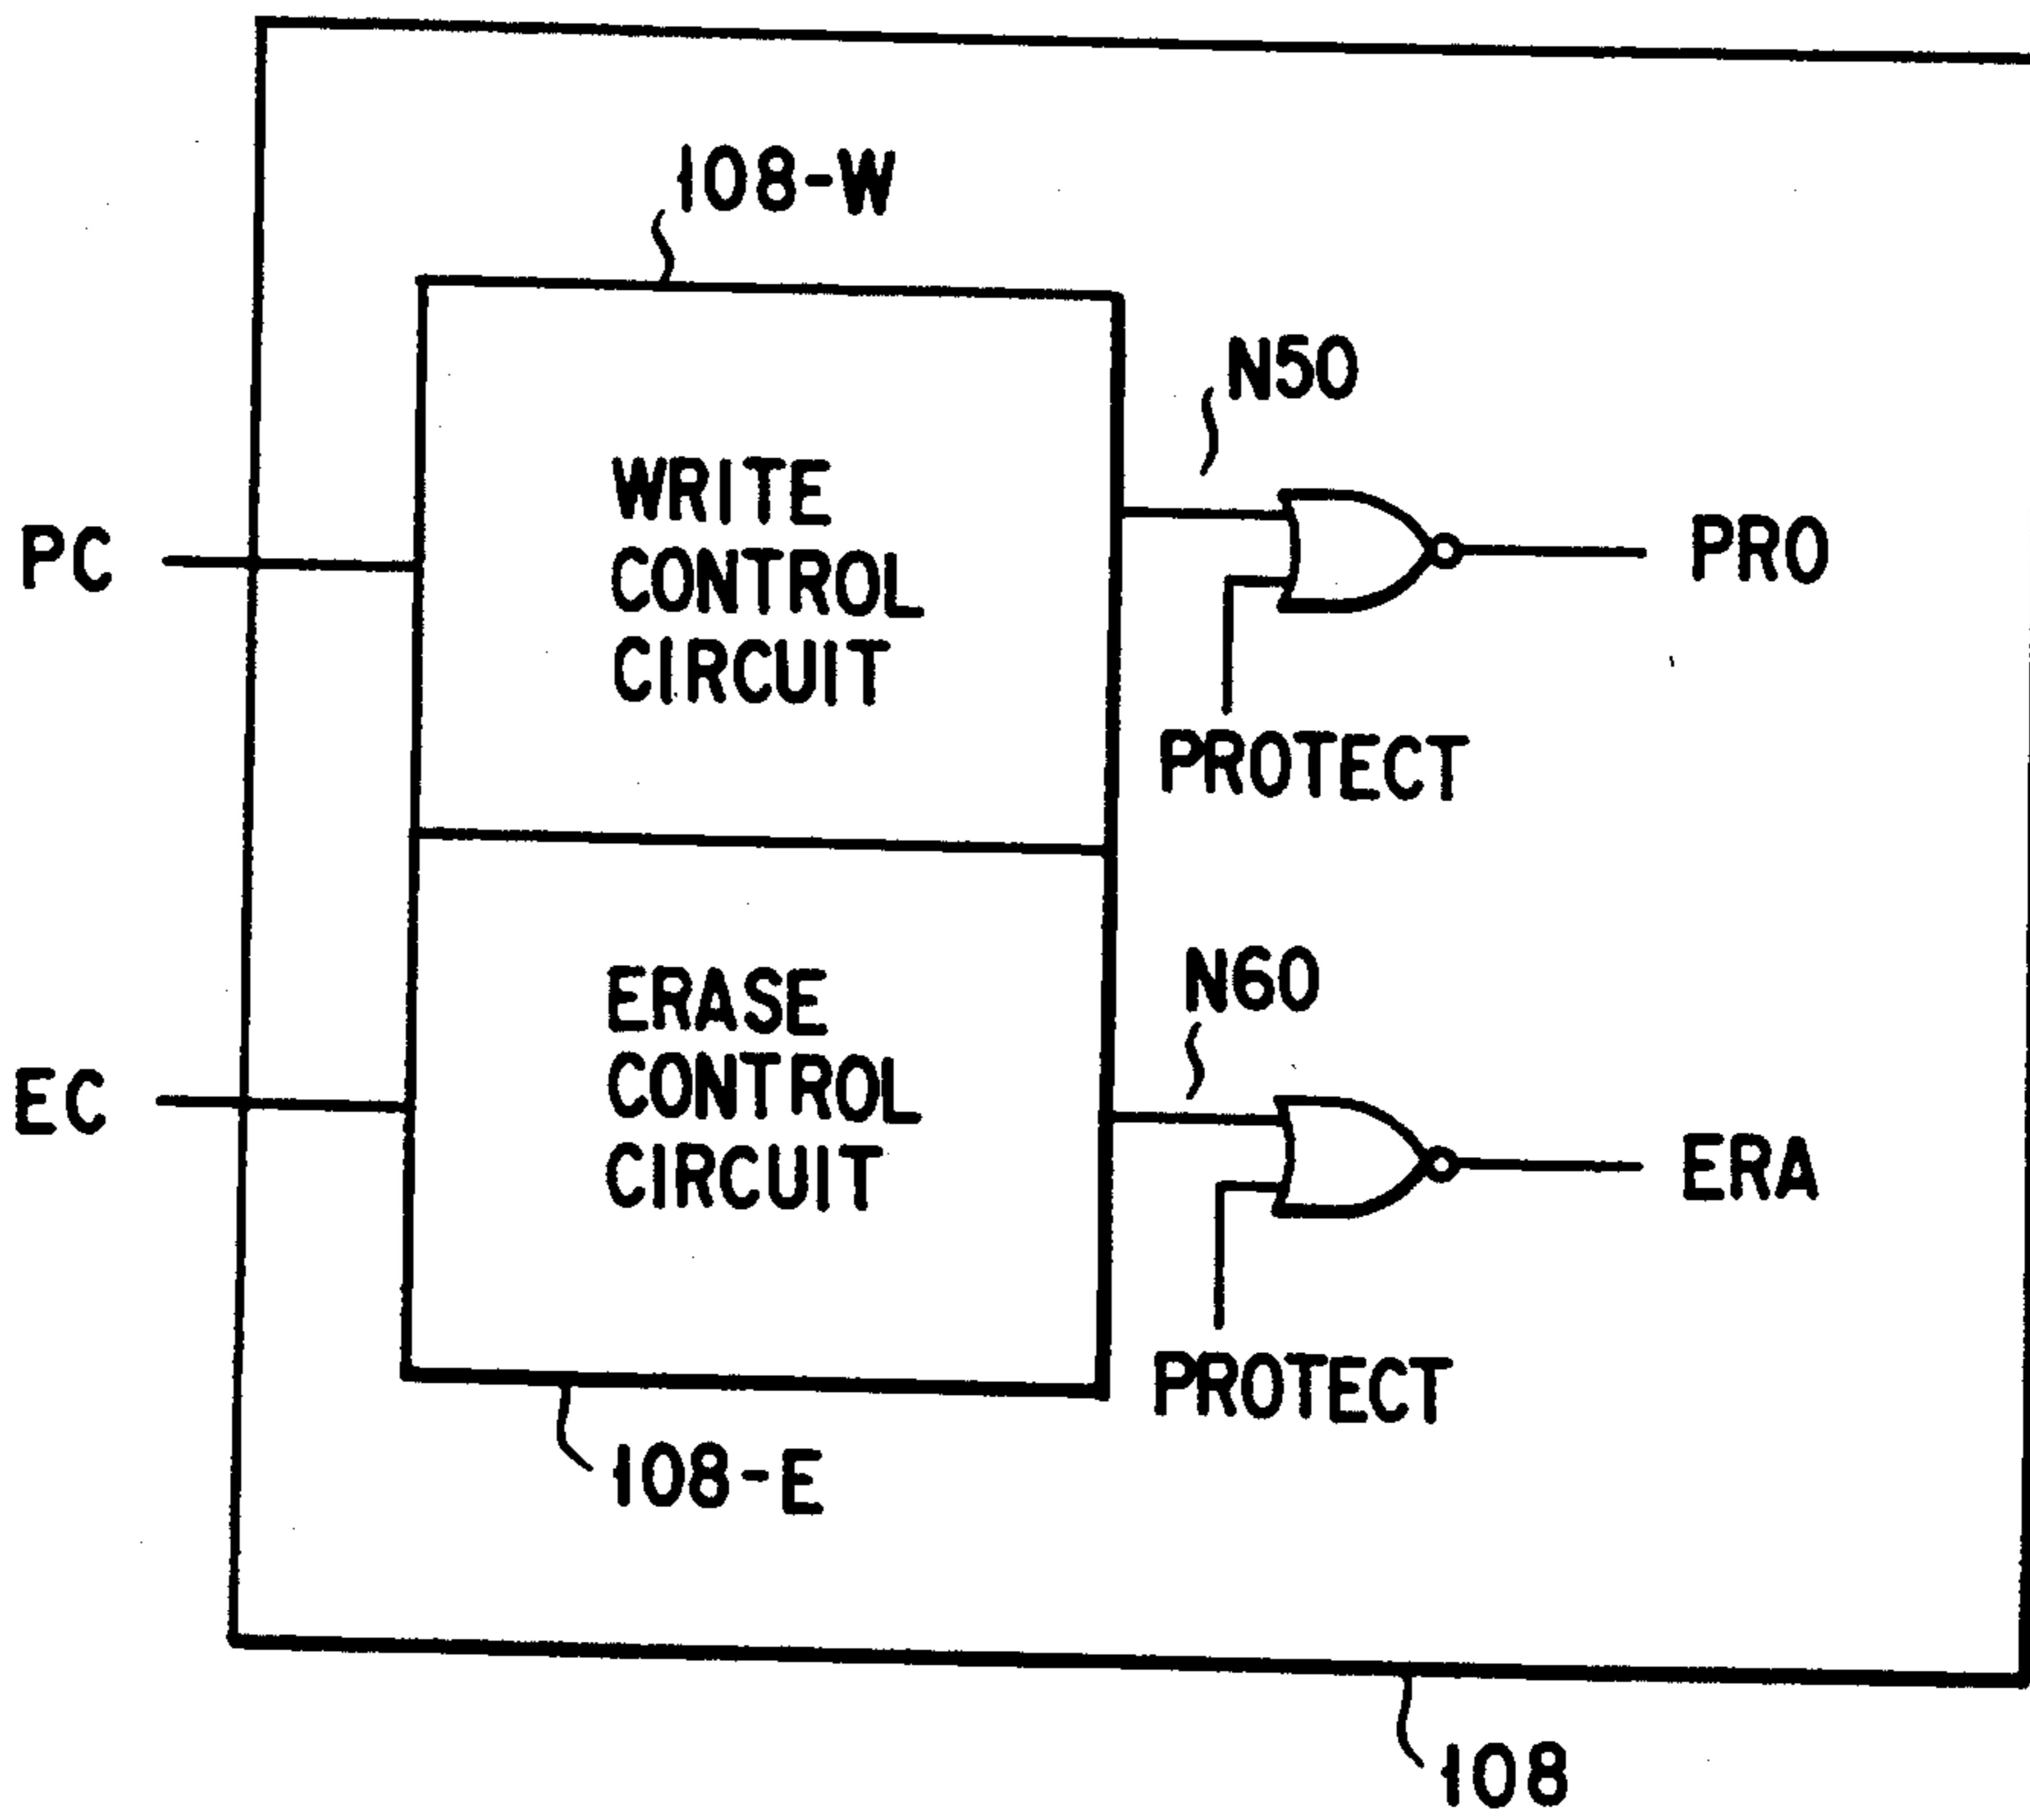 108-W
N50
WRITE
CONTROL
CIRCUIT
PC
PRO
PROTECT
ERASE
CONTROL
CIRCUIT
N60
EC
ERA
PROTECT
108-E
108